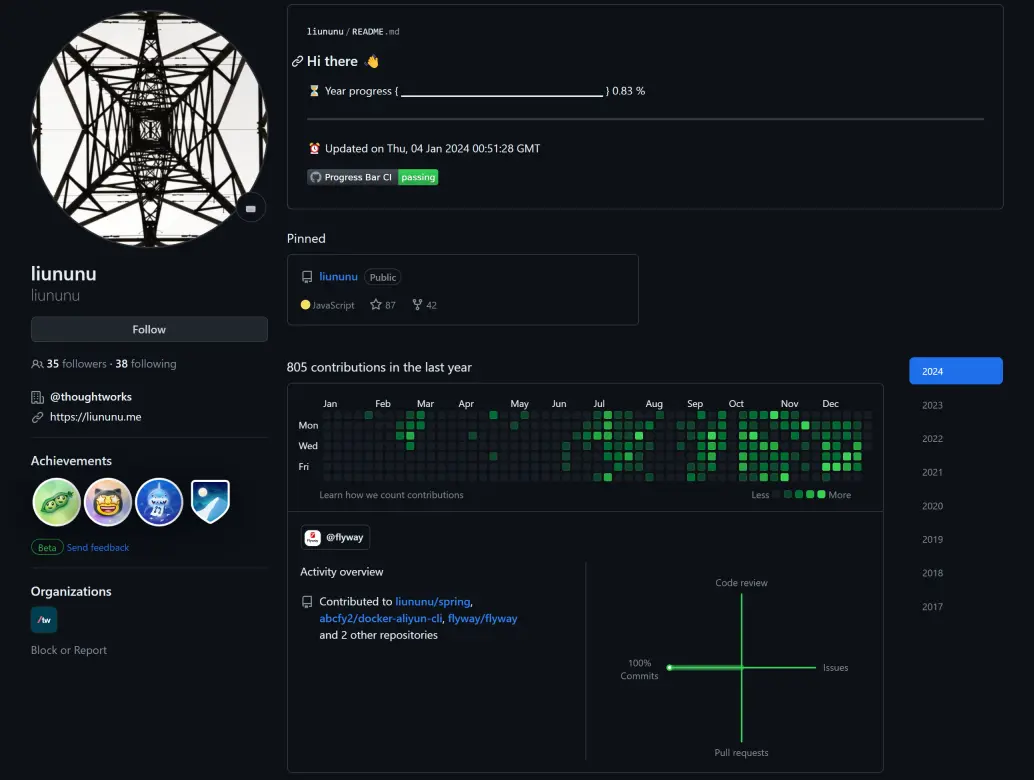 liununu/README.md
Hi there 👋
⏳ Year progress { ______________________________ } 0.83 %
⏰ Updated on Thu, 04 Jan 2024 00:51:28 GMT
Progress Bar CI passing
liununu
liununu
Follow
35 followers · 38 following
@thoughtworks
https://liununu.me
Achievements
Beta Send feedback
Organizations
/tw
Block or Report
Pinned
liununu Public
JavaScript 87 42
805 contributions in the last year
2024
2023
2022
2021
2020
2019
2018
2017
Jan Feb Mar Apr May Jun Jul Aug Sep Oct Nov Dec
Mon
Wed
Fri
Learn how we count contributions
Less More
@flyway
Activity overview
Contributed to liununu/spring,
abcfy2/docker-aliyun-cli, flyway/flyway
and 2 other repositories
Code review
100%
Commits
Issues
Pull requests